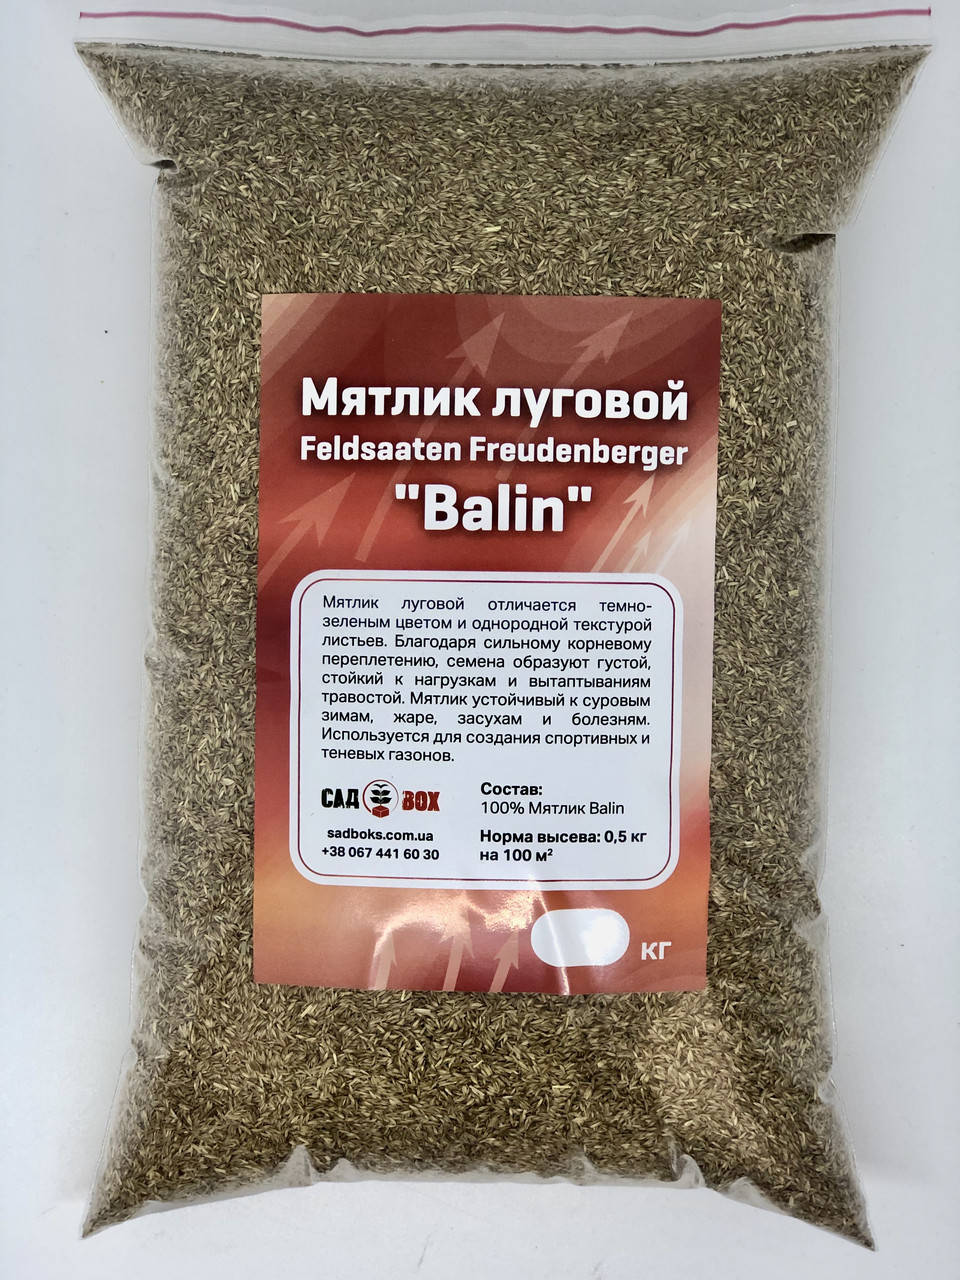 Мятлик луговой
Feldsaaten Freudenberger
"Balin"
Мятлик луговой отличается темно-
зеленым цветом и однородной текстурой
листьев. Благодаря сильному корневому
переплетению, семена образуют густой,
стойкий к нагрузкам и вытаптываниям
травостой. Мятлик устойчивый к суровым
зимам, жаре, засухам и болезням.
Используется для создания спортивных и
теневых газонов.
САД BOX
sadboks.com.ua
+38 067 441 60 30
Состав:
100% Мятлик Balin
Норма высева: 0,5 кг
на 100 м²
кг